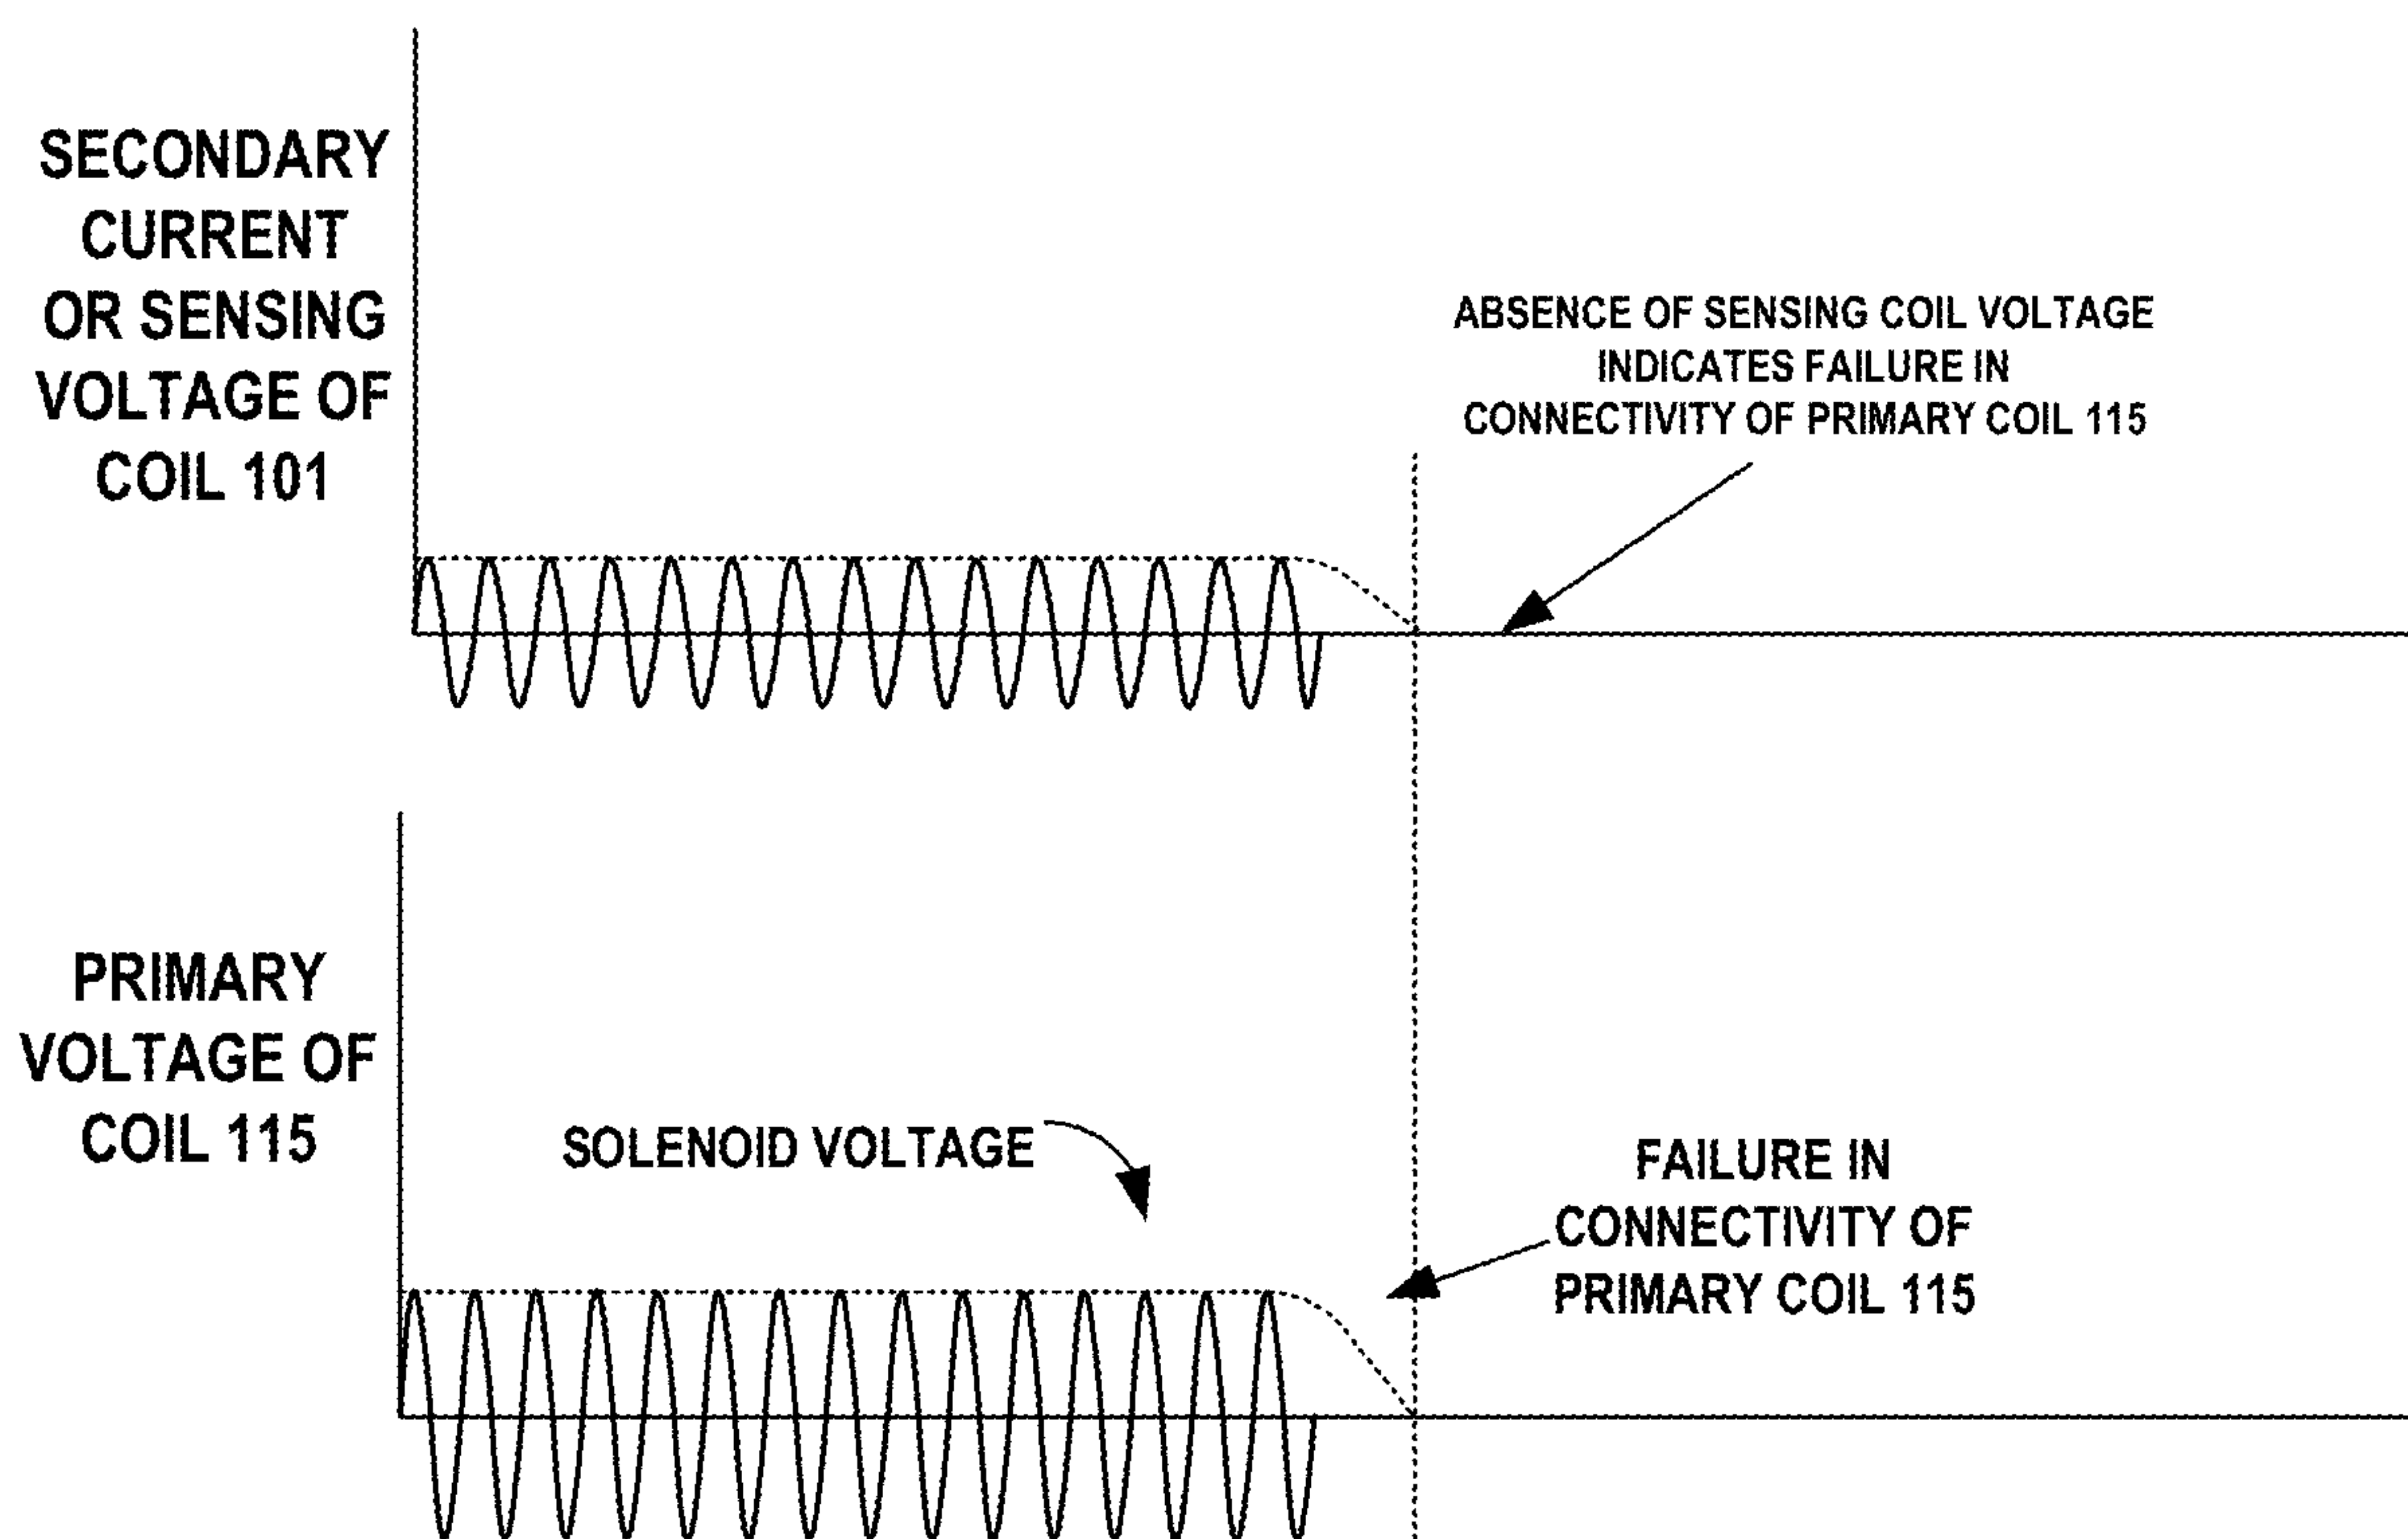 SECONDARY
CURRENT
OR SENSING
VOLTAGE OF
COIL 101
ABSENCE OF SENSING COIL VOLTAGE
INDICATES FAILURE IN
CONNECTIVITY OF PRIMARY COIL 115
PRIMARY
VOLTAGE OF
COIL 115
SOLENOID VOLTAGE
FAILURE IN
CONNECTIVITY OF
PRIMARY COIL 115